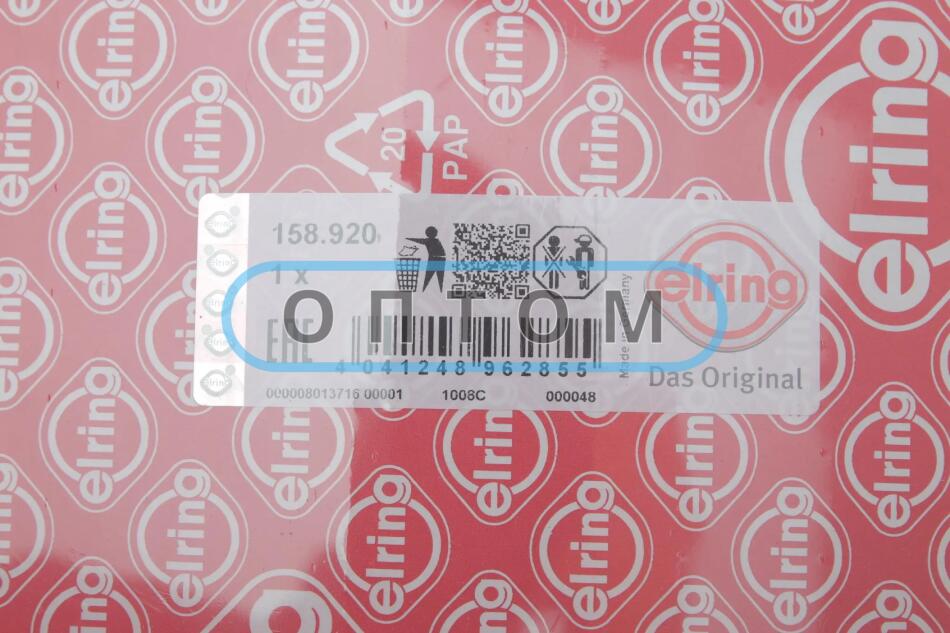 20
PAP
158.920
1 x
elring
Das Original
Made in Germany
ОПТОМ
EAC
4 041248 962855
000008013716 00001 1008C 000048
elring